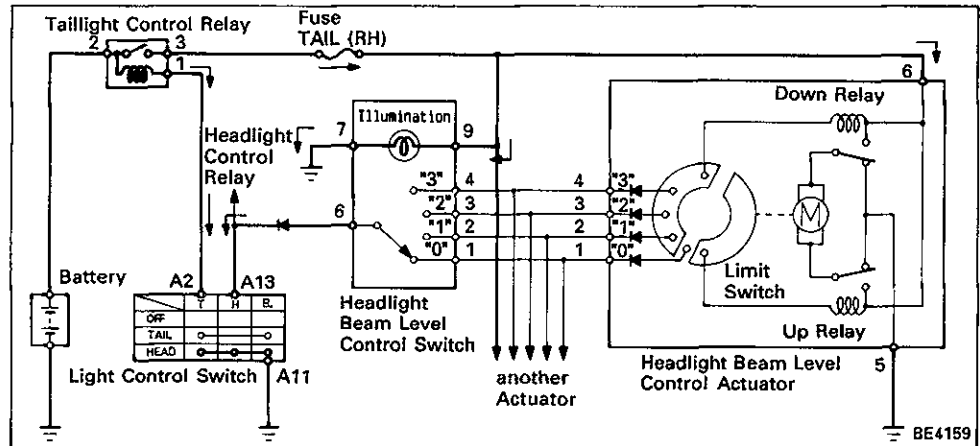 Taillight Control Relay
2
3
1
Fuse
TAIL (RH)
6
Down Relay
Headlight
Control
Relay
7
Illumination
9
"3"
4
4
"3"
"2"
3
3
"2"
6
"1"
2
2
"1"
"0"
1
1
"0"
M
Limit
Switch
Up Relay
Battery
A2
A13
T
H
OFF
TAIL
HEAD
Light Control Switch
A11
Headlight
Beam Level
Control Switch
another
Actuator
Headlight Beam Level
Control Actuator
5
BE4159